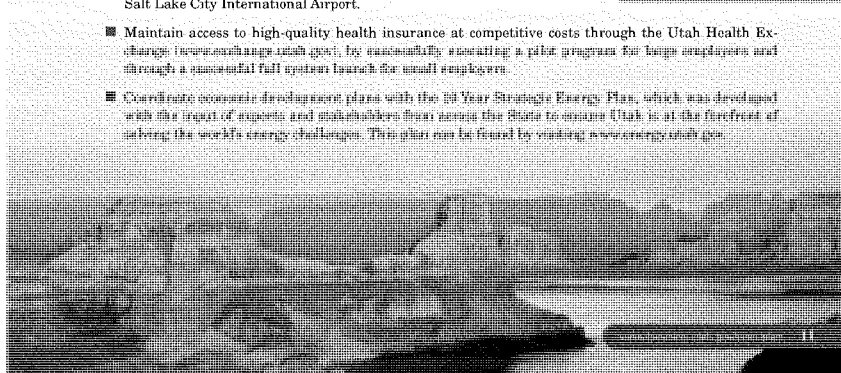 Salt Lake City International Airport.
■ Maintain access to high-quality health insurance at competitive costs through the Utah Health Ex-
change (www.exchange.utah.gov), by successfully executing a pilot program for large employers and
through a successful full system launch for small employers.
■ Coordinate economic development plans with the 10 Year Strategic Energy Plan, which was developed
with the input of experts and stakeholders from across the State to ensure Utah is at the forefront of
solving the world's energy challenges. This plan can be found by visiting www.energy.utah.gov.
11